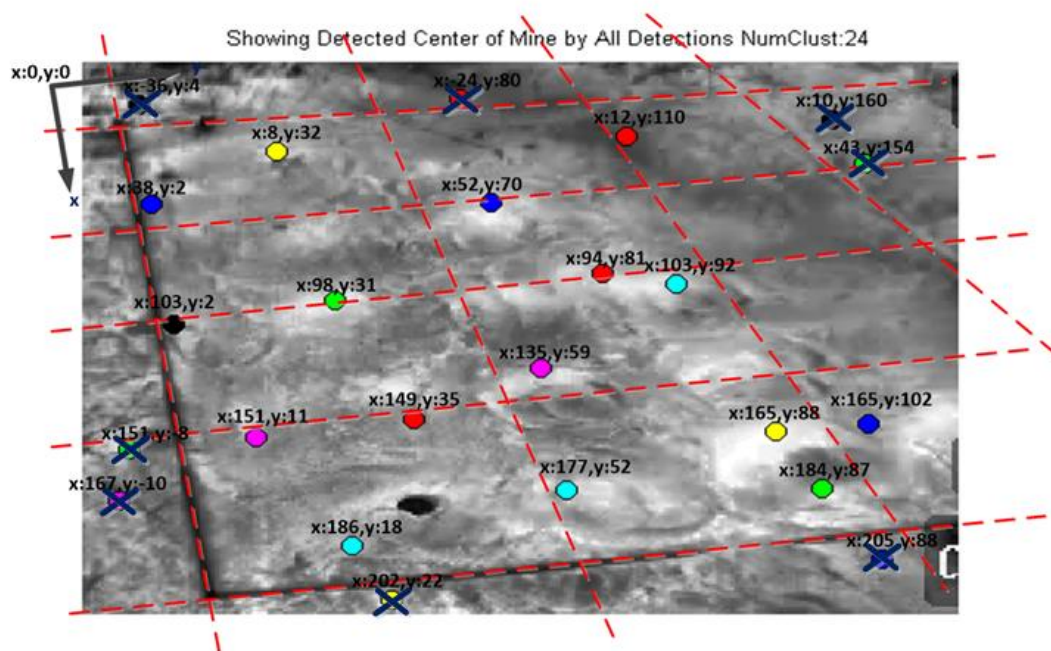 Showing Detected Center of Mine by All Detections NumClust:24
x:0,y:0
y
x:-36,y:4
x:-24,y:80
x:10,y:160
x:12,y:110
x:8,y:32
x:43,y:154
x:38,y:2
x:52,y:70
x
x:94,y:81
x:103,y:92
x:98,y:31
x:103,y:2
x:135,y:59
x:149,y:35
x:165,y:102
x:151,y:11
x:165,y:88
x:151,y:-8
x:177,y:52
x:184,y:87
x:167,y:-10
x:186,y:18
x:205,y:88
x:202,y:22